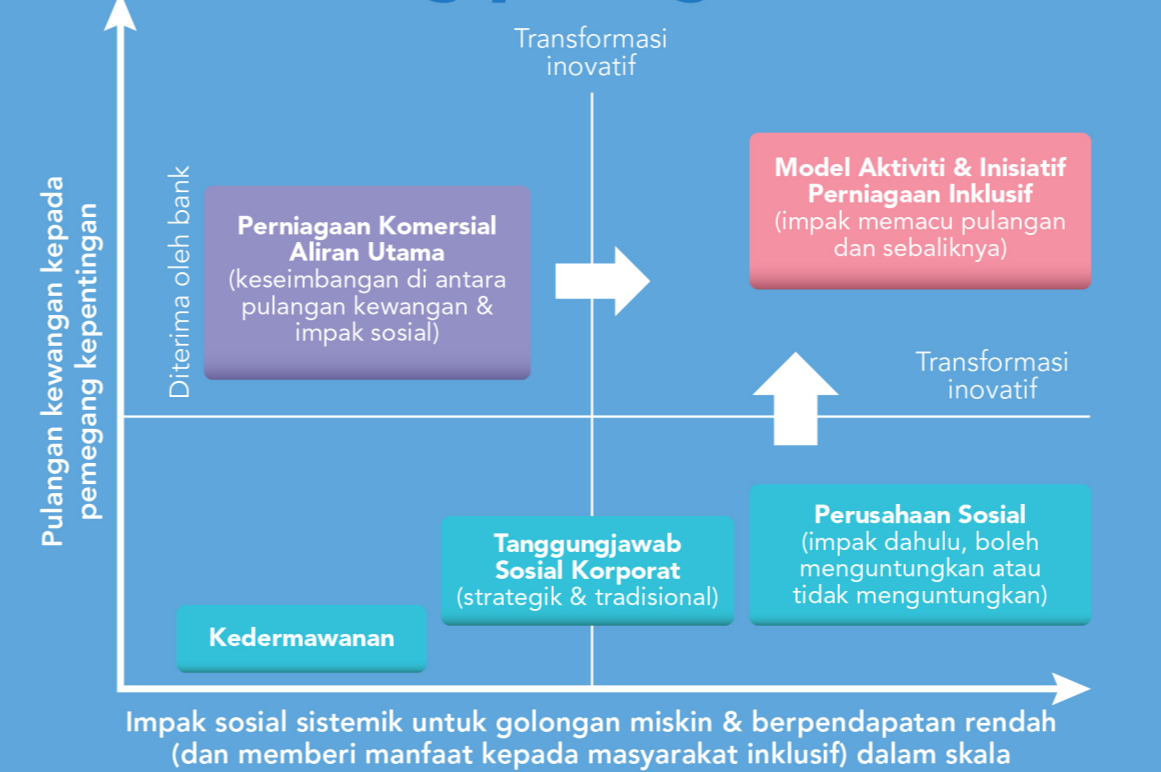 Transformasi
inovatif
Pulangan kewangan kepada
pemegang kepentingan
Diterima oleh bank
Perniagaan Komersial
Aliran Utama
(keseimbangan di antara
pulangan kewangan &
impak sosial)
Model Aktiviti & Inisiatif
Perniagaan Inklusif
(impak memacu pulangan
dan sebaliknya)
Transformasi
inovatif
Kedermawanan
Tanggungjawab
Sosial Korporat
(strategik & tradisional)
Perusahaan Sosial
(impak dahulu, boleh
menguntungkan atau
tidak menguntungkan)
Impak sosial sistemik untuk golongan miskin & berpendapatan rendah
(dan memberi manfaat kepada masyarakat inklusif) dalam skala